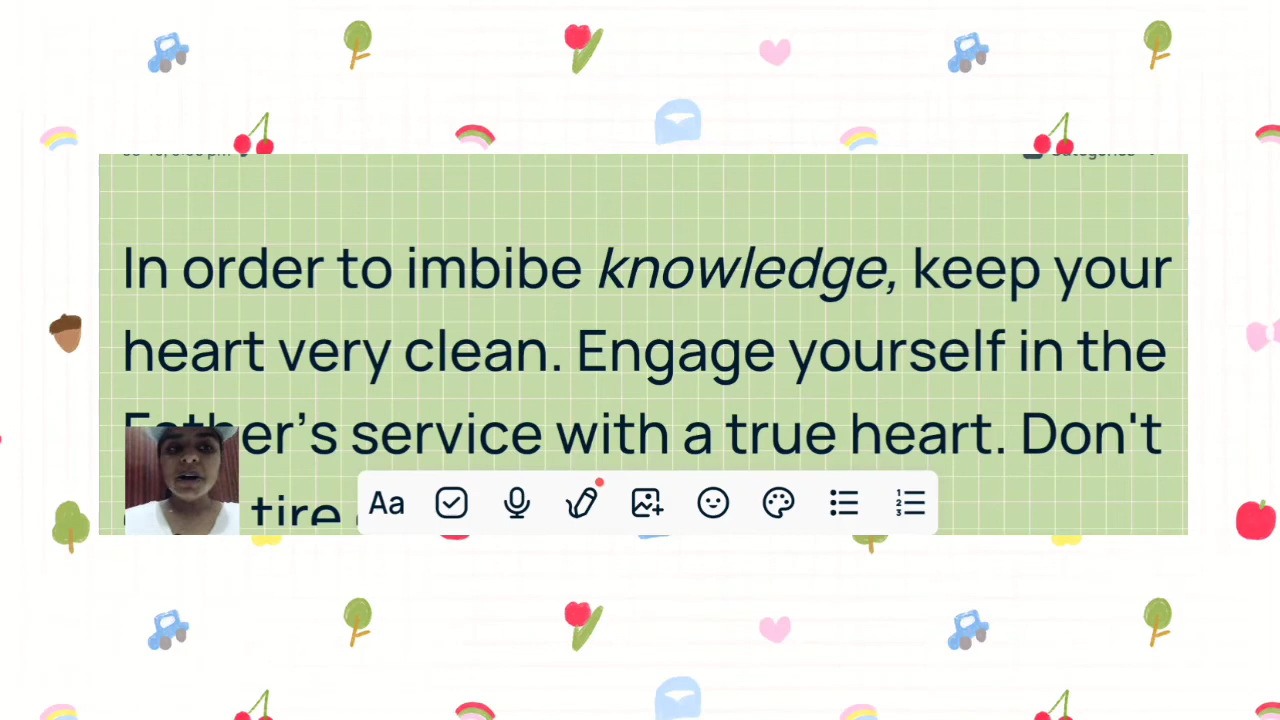 In order to imbibe knowledge, keep your
heart very clean. Engage yourself in the
Father's service with a true heart. Don't
tire
Aa